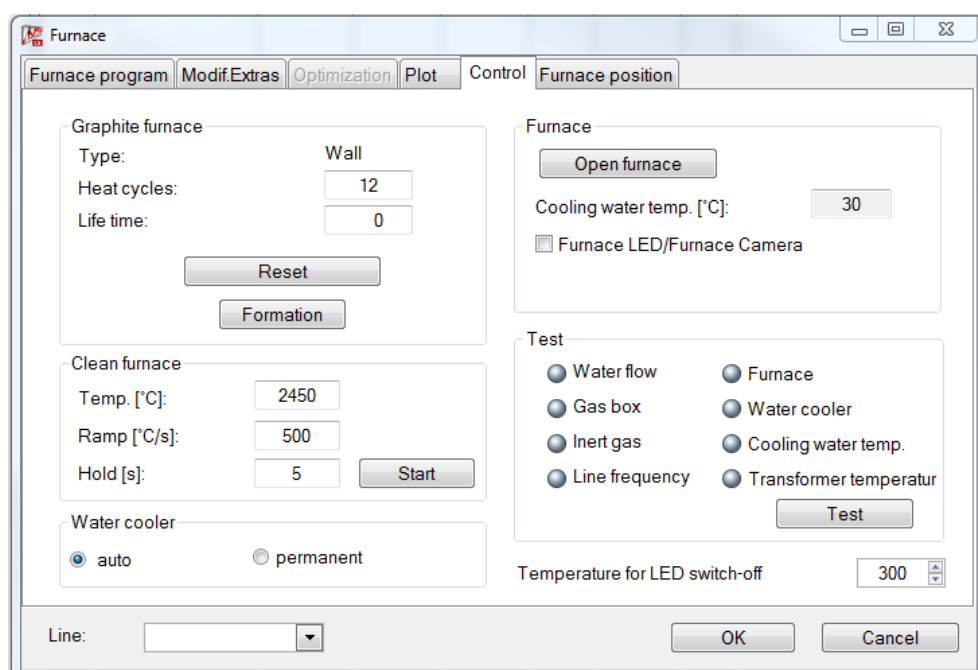 Furnace
Furnace program Modif.Extras Optimization Plot Control Furnace position
Graphite furnace
Type: Wall
Heat cycles: 12
Life time: 0
Reset
Formation
Clean furnace
Temp. [°C]: 2450
Ramp [°C/s]: 500
Hold [s]: 5 Start
Water cooler
auto permanent
Furnace
Open furnace
Cooling water temp. [°C]: 30
Furnace LED/Furnace Camera
Test
Water flow Furnace
Gas box Water cooler
Inert gas Cooling water temp.
Line frequency Transformer temperatur
Test
Temperature for LED switch-off 300
Line:
OK Cancel